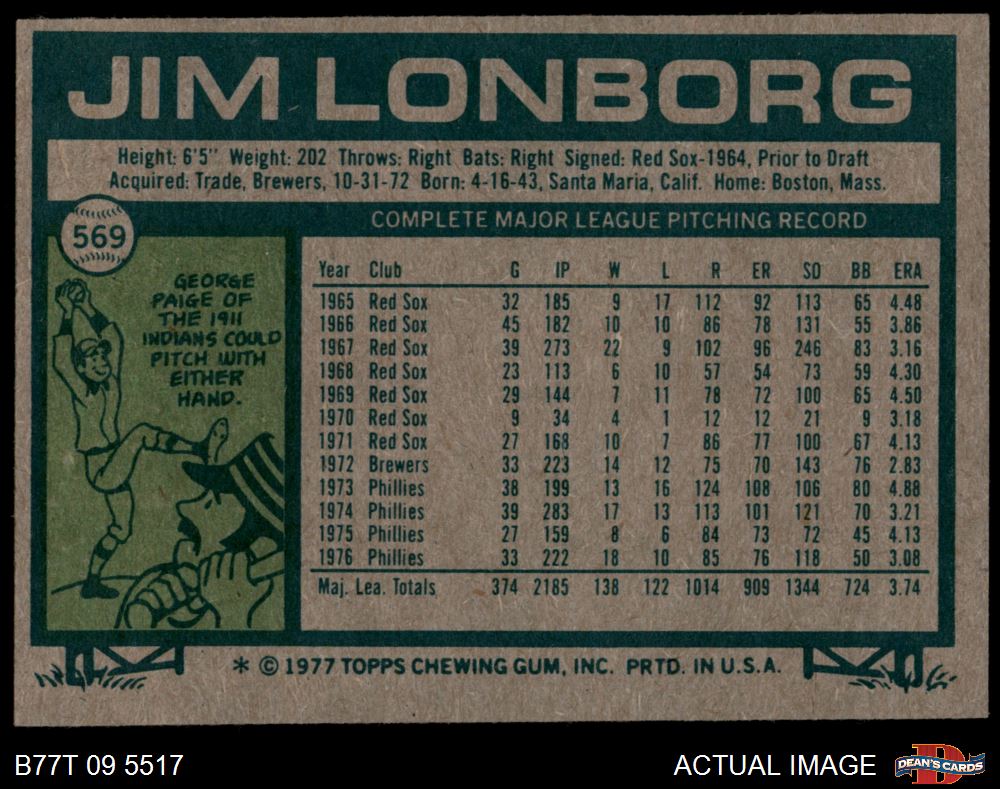 JIM LONBORG
Height: 6'5" Weight: 202 Throws: Right Bats: Right Signed: Red Sox-1964, Prior to Draft
Acquired: Trade, Brewers, 10-31-72 Born: 4-16-43, Santa Maria, Calif. Home: Boston, Mass.
569
COMPLETE MAJOR LEAGUE PITCHING RECORD
GEORGE
PAIGE OF
THE 1911
INDIANS COULD
PITCH WITH
EITHER
HAND.
Year Club G IP W L R ER SO BB ERA
1965 Red Sox 32 185 9 17 112 92 113 65 4.48
1966 Red Sox 45 182 10 10 86 78 131 55 3.86
1967 Red Sox 39 273 22 9 102 96 246 83 3.16
1968 Red Sox 23 113 6 10 57 54 73 59 4.30
1969 Red Sox 29 144 7 11 78 72 100 65 4.50
1970 Red Sox 9 34 4 1 12 12 21 9 3.18
1971 Red Sox 27 168 10 7 86 77 100 67 4.13
1972 Brewers 33 223 14 12 75 70 143 76 2.83
1973 Phillies 38 199 13 16 124 108 106 80 4.88
1974 Phillies 39 283 17 13 113 101 121 70 3.21
1975 Phillies 27 159 8 6 84 73 72 45 4.13
1976 Phillies 33 222 18 10 85 76 118 50 3.08
Maj. Lea. Totals 374 2185 138 122 1014 909 1344 724 3.74
* © 1977 TOPPS CHEWING GUM, INC. PRTD. IN U.S.A.
B77T 09 5517
ACTUAL IMAGE
DEAN'S CARDS